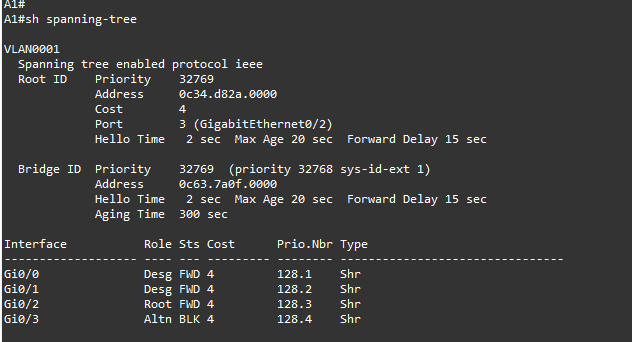 A1#
A1#sh spanning-tree
VLAN0001
  Spanning tree enabled protocol ieee
  Root ID    Priority    32769
             Address     0c34.d82a.0000
             Cost        4
             Port        3 (GigabitEthernet0/2)
             Hello Time   2 sec  Max Age 20 sec  Forward Delay 15 sec
  Bridge ID  Priority    32769  (priority 32768 sys-id-ext 1)
             Address     0c63.7a0f.0000
             Hello Time   2 sec  Max Age 20 sec  Forward Delay 15 sec
             Aging Time  300 sec
Interface           Role Sts Cost      Prio.Nbr Type
------------------- ---- --- --------- -------- --------------------------------
Gi0/0               Desg FWD 4         128.1    Shr
Gi0/1               Desg FWD 4         128.2    Shr
Gi0/2               Root FWD 4         128.3    Shr
Gi0/3               Altn BLK 4         128.4    Shr